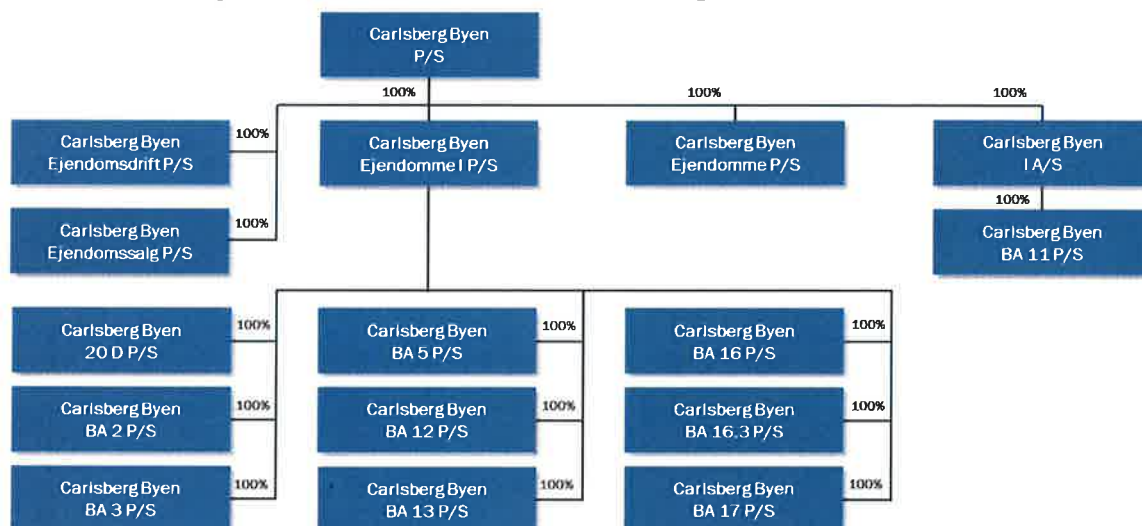 Carlsberg Byen
P/S
100%
100%
100%
Carlsberg Byen
Ejendomsdrift P/S
100%
Carlsberg Byen
Ejendomme I P/S
Carlsberg Byen
Ejendomme P/S
Carlsberg Byen
I A/S
Carlsberg Byen
Ejendomssalg P/S
100%
100%
Carlsberg Byen
BA 11 P/S
Carlsberg Byen
20 D P/S
100%
Carlsberg Byen
BA 5 P/S
100%
Carlsberg Byen
BA 16 P/S
100%
Carlsberg Byen
BA 2 P/S
100%
Carlsberg Byen
BA 12 P/S
100%
Carlsberg Byen
BA 16.3 P/S
100%
Carlsberg Byen
BA 3 P/S
100%
Carlsberg Byen
BA 13 P/S
100%
Carlsberg Byen
BA 17 P/S
100%